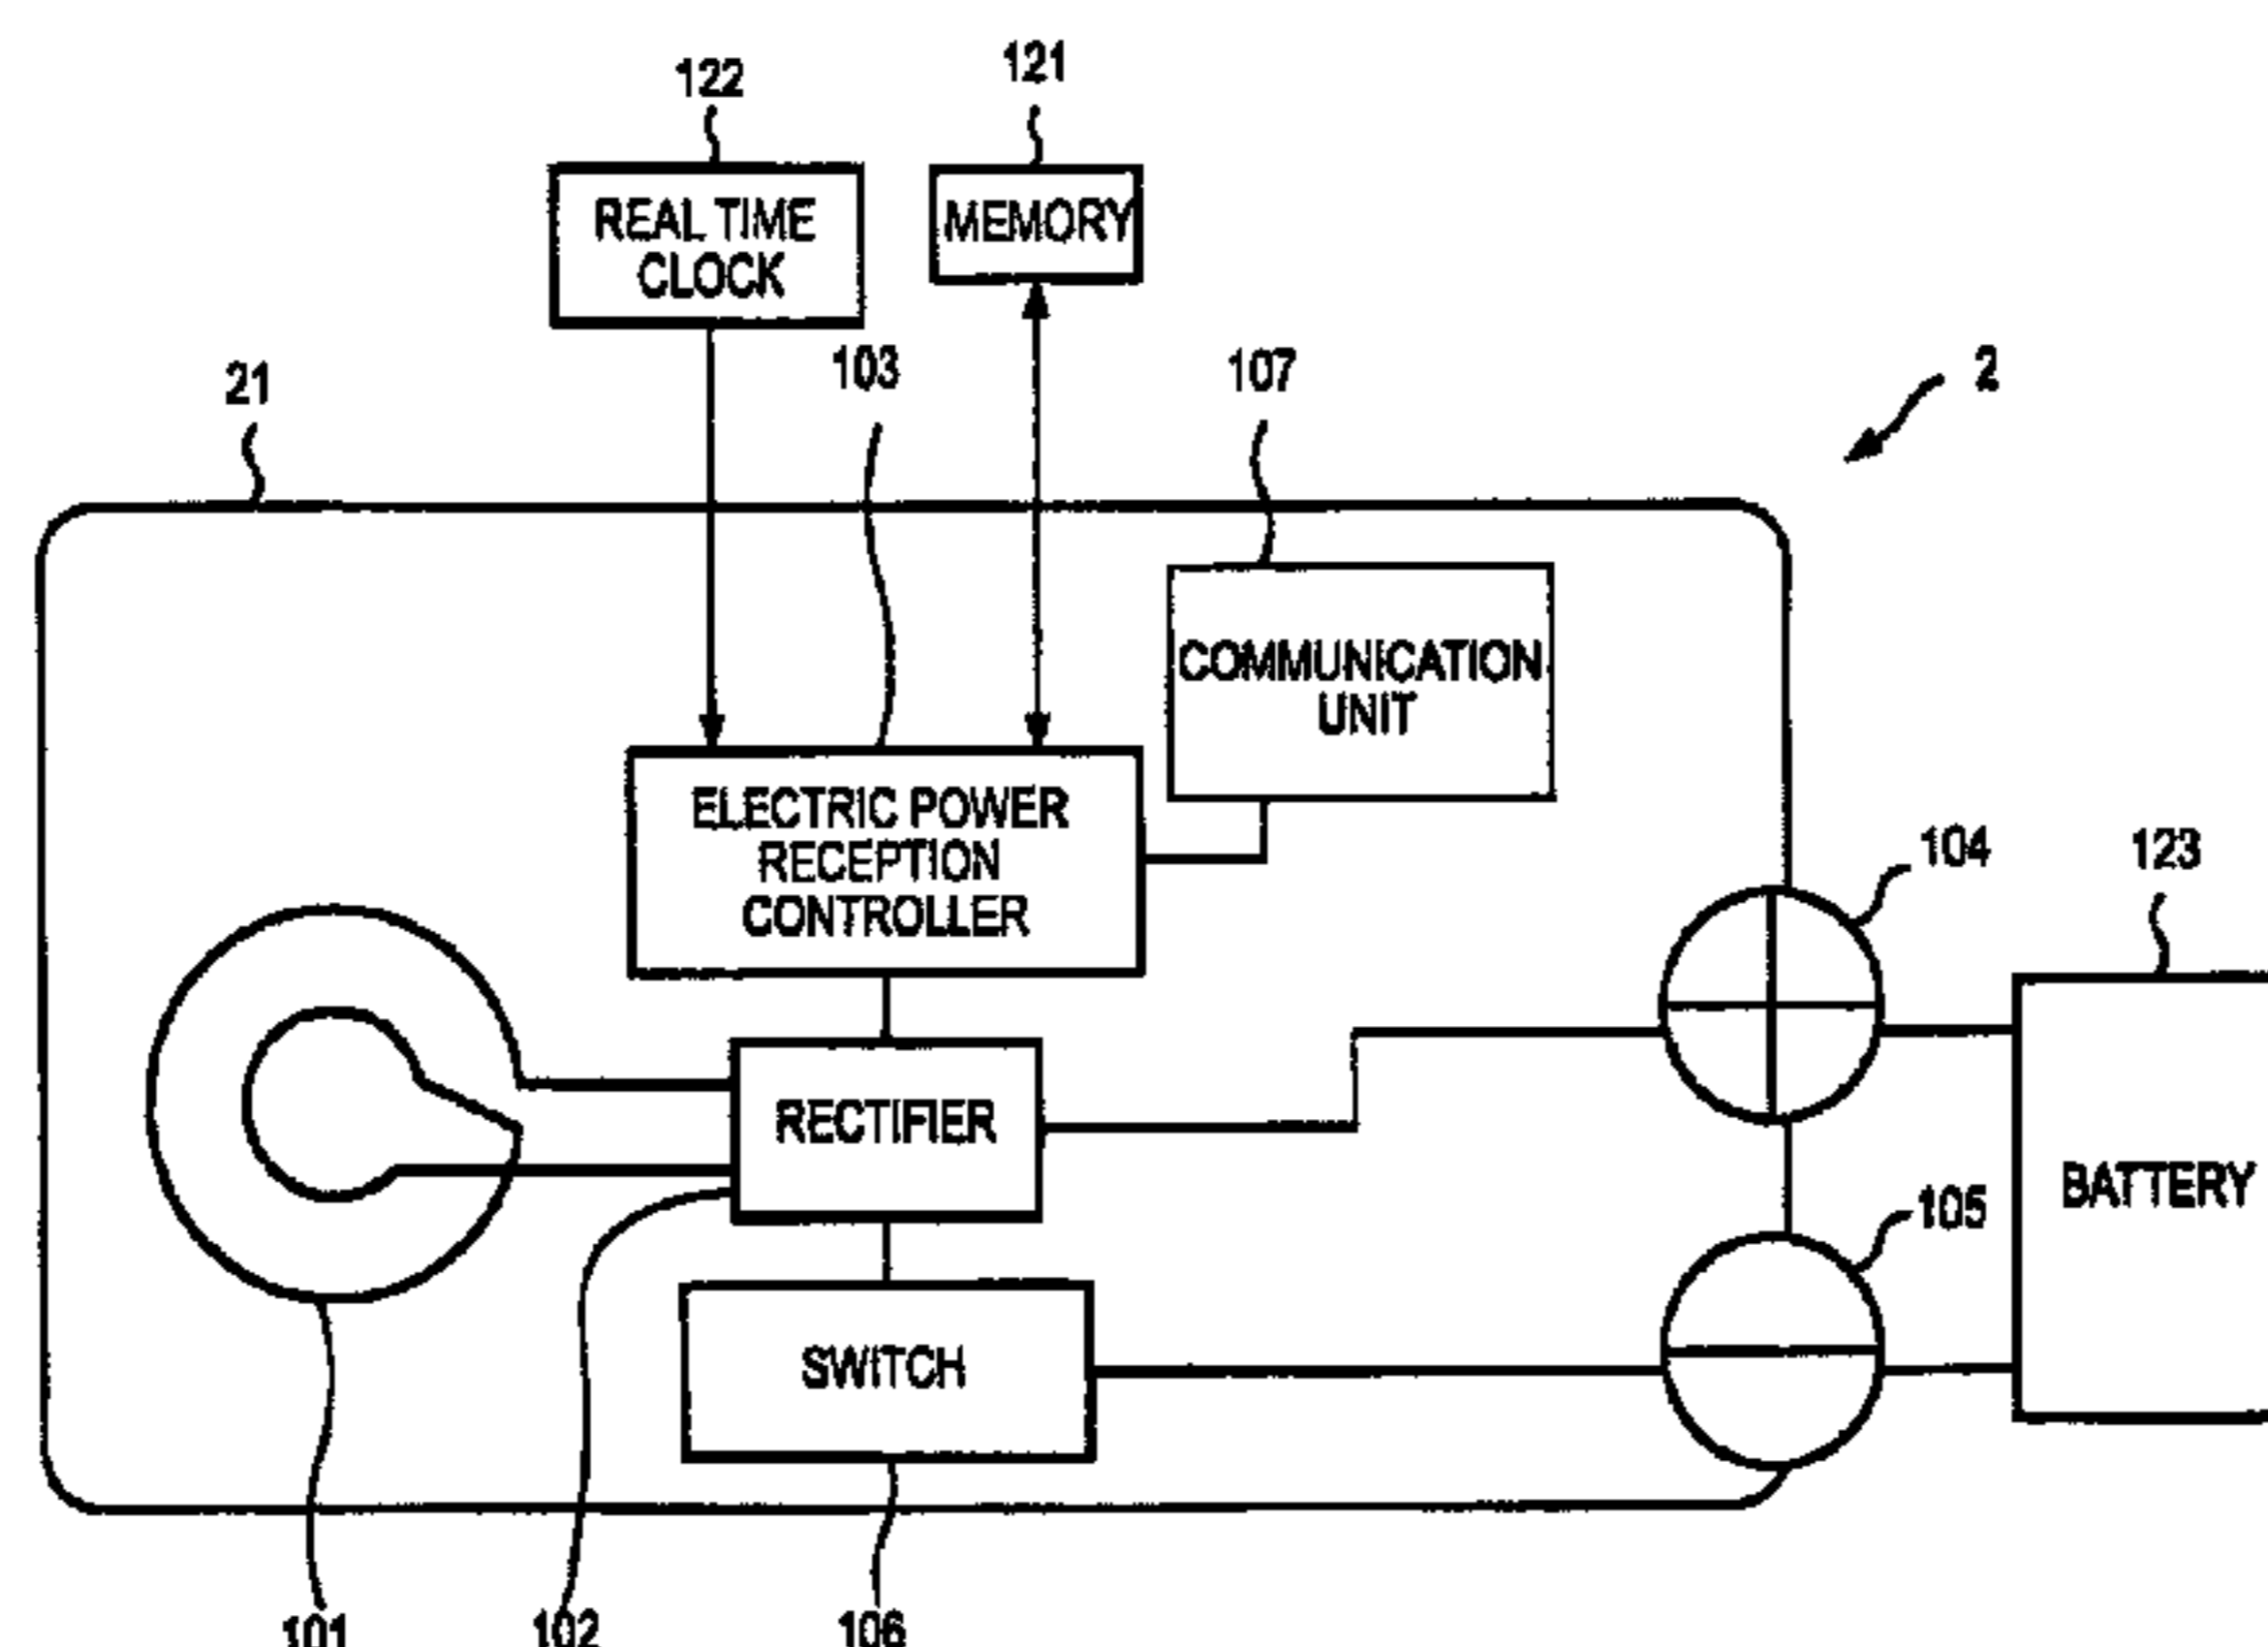 122
121
REAL TIME
CLOCK
MEMORY
21
103
107
2
COMMUNICATION
UNIT
ELECTRIC POWER
RECEPTION
CONTROLLER
104
123
RECTIFIER
BATTERY
105
SWITCH
101
102
106